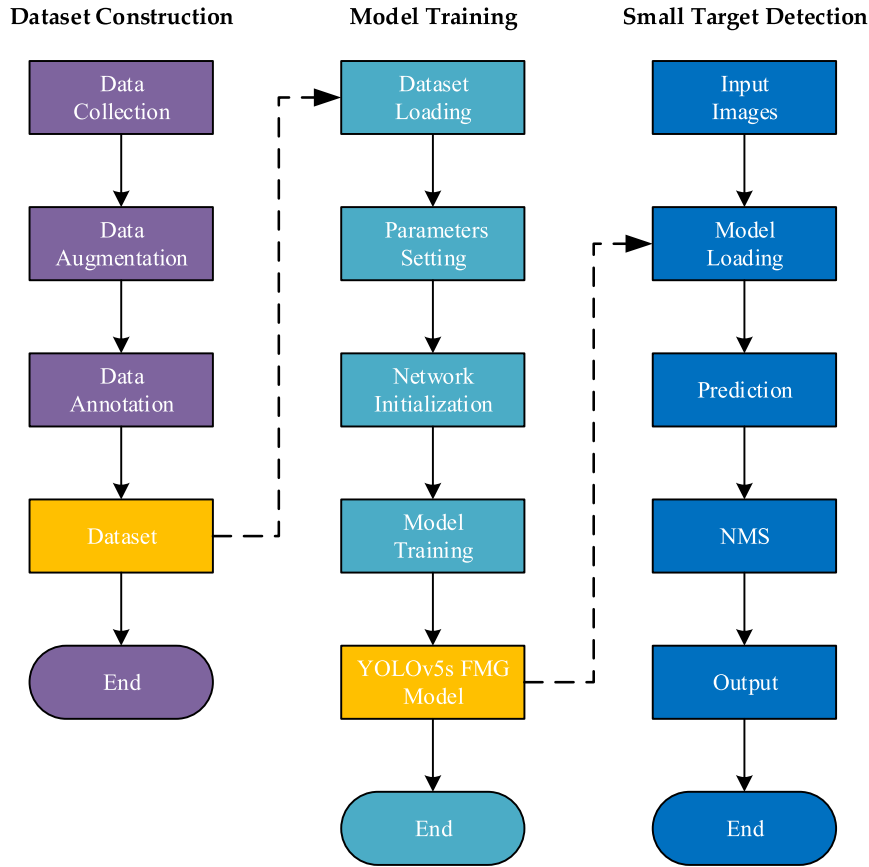 Dataset Construction
Data
Collection
Data
Augmentation
Data
Annotation
Dataset
End
Model Training
Dataset
Loading
Parameters
Setting
Network
Initialization
Model
Training
YOLOv5s FMG
Model
End
Small Target Detection
Input
Images
Model
Loading
Prediction
NMS
Output
End